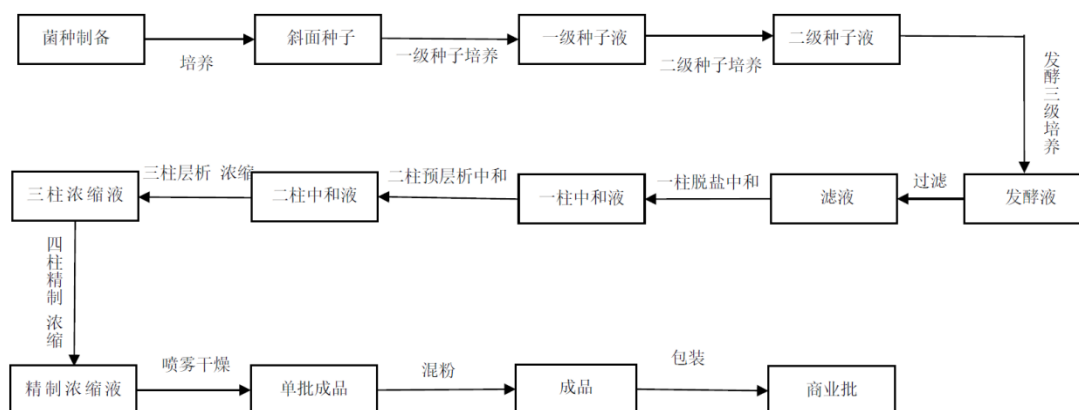 菌种制备
培养
斜面种子
一级种子培养
一级种子液
二级种子培养
二级种子液
发酵三级培养
发酵液
过滤
滤液
一柱脱盐中和
一柱中和液
二柱预层析中和
二柱中和液
三柱层析 浓缩
三柱浓缩液
四柱精制 浓缩
精制浓缩液
喷雾干燥
单批成品
混粉
成品
包装
商业批